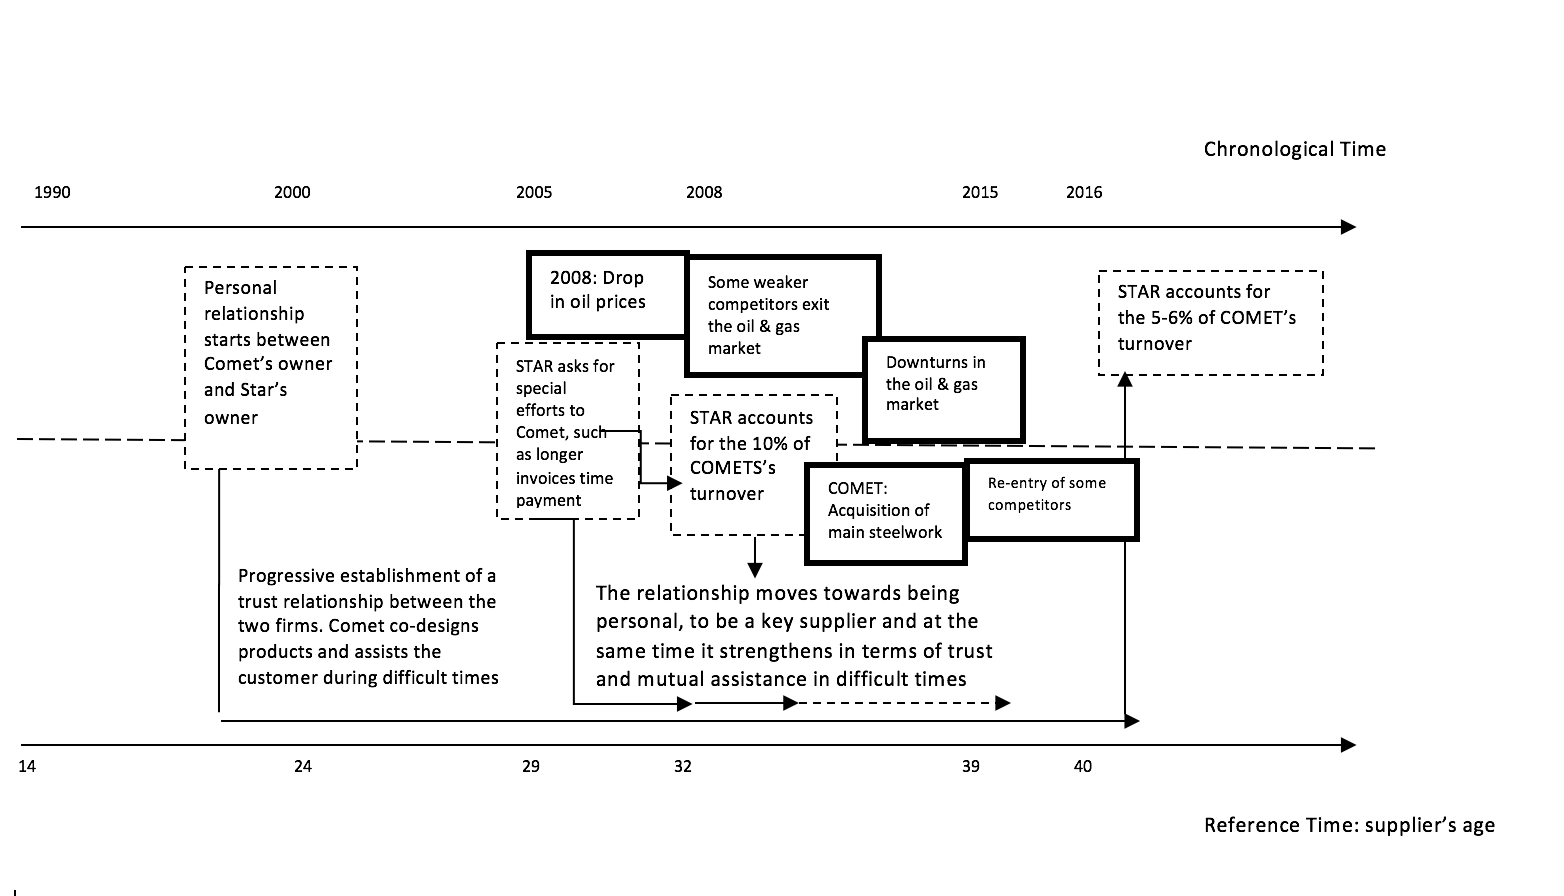 Chronological Time
1990 2000 2005 2008 2015 2016
Personal
relationship
starts between
Comet’s owner
and Star’s
owner
2008: Drop
in oil prices
Some weaker
competitors exit
the oil & gas
market
STAR accounts for
the 5-6% of COMET’s
turnover
STAR asks for
special
efforts to
Comet, such
as longer
invoices time
payment
Downturns in
the oil & gas
market
STAR accounts
for the 10% of
COMETS’s
turnover
COMET:
Acquisition of
main steelwork
Re-entry of some
competitors
Progressive establishment of a
trust relationship between the
two firms. Comet co-designs
products and assists the
customer during difficult times
The relationship moves towards being
personal, to be a key supplier and at the
same time it strengthens in terms of trust
and mutual assistance in difficult times
14 24 29 32 39 40
Reference Time: supplier’s age